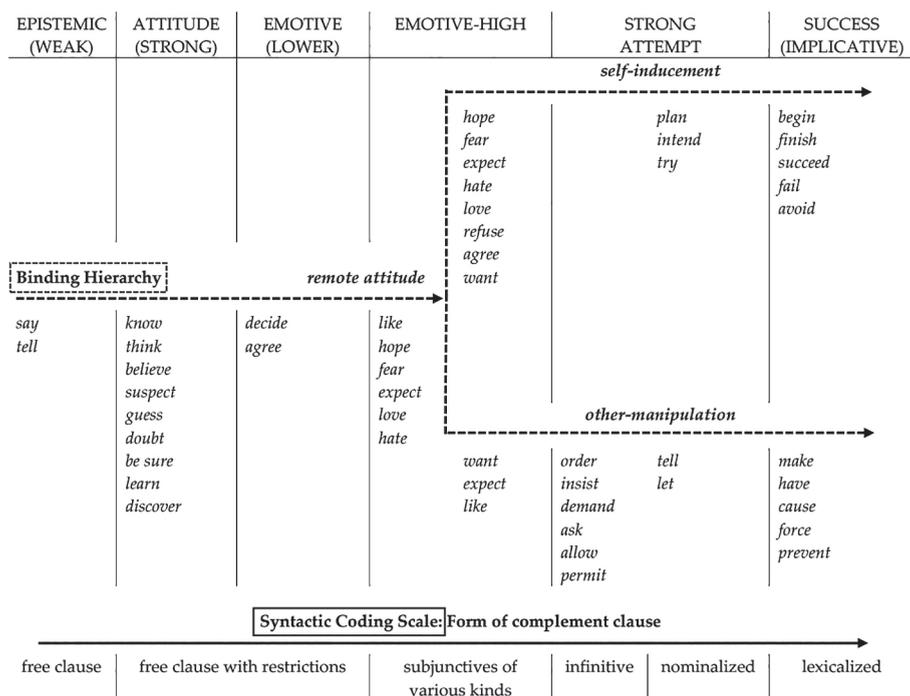 EPISTEMIC ATTITUDE EMOTIVE EMOTIVE-HIGH STRONG SUCCESS
(WEAK) (STRONG) (LOWER) ATTEMPT (IMPLICATIVE)
self-inducement
hope plan begin
fear intend finish
expect try succeed
hate fail
love avoid
refuse
agree
want
Binding Hierarchy remote attitude
say know decide like
tell think agree hope
believe fear
suspect expect
guess love
doubt hate
other-manipulation
be sure want order tell make
learn expect insist let have
discover like demand cause
ask force
allow prevent
permit
Syntactic Coding Scale: Form of complement clause
free clause free clause with restrictions subjunctives of infinitive nominalized lexicalized
various kinds